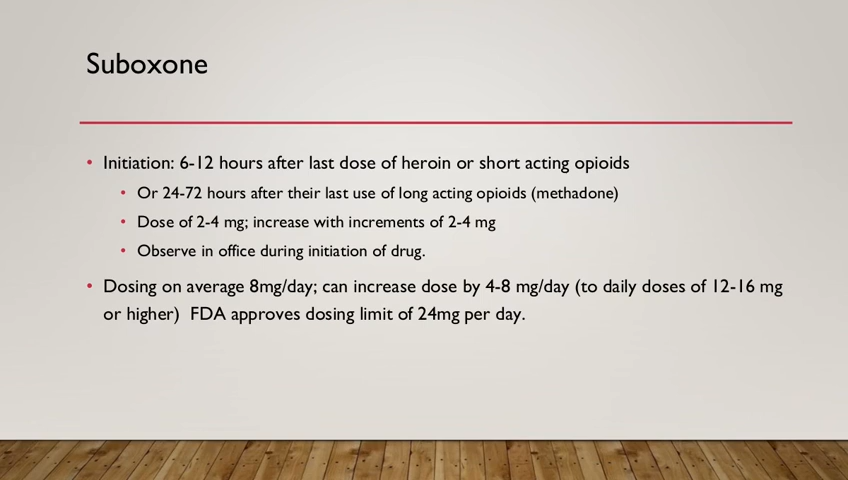 Suboxone
• Initiation: 6-12 hours after last dose of heroin or short acting opioids
• Or 24-72 hours after their last use of long acting opioids (methadone)
• Dose of 2-4 mg; increase with increments of 2-4 mg
• Observe in office during initiation of drug.
• Dosing on average 8mg/day; can increase dose by 4-8 mg/day (to daily doses of 12-16 mg
or higher)  FDA approves dosing limit of 24mg per day.